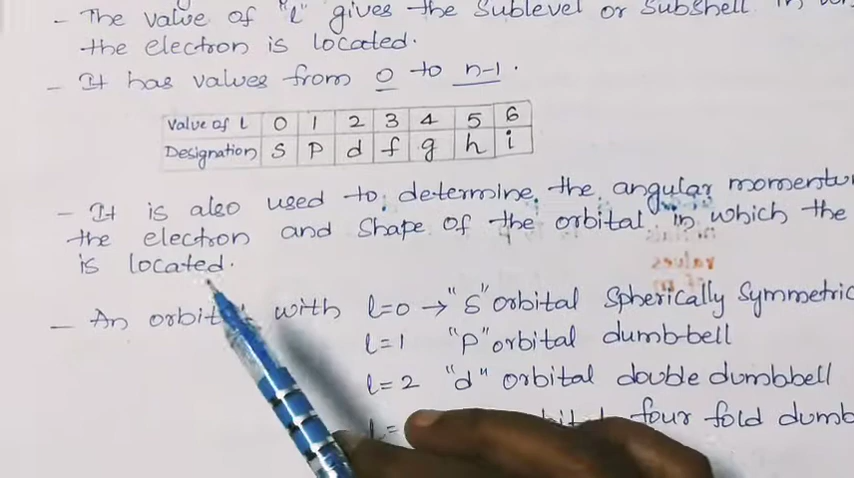 - The value of "l" gives the sublevel or subshell in
the electron is located.
- It has values from 0 to n-1.
Value of l 0 1 2 3 4 5 6
Designation S P d f g h i
- It is also used to determine the angular
the electron and shape of the orbital in which the
is located.
- An with l=0 → "S" orbital Spherically
l=1 "P" orbital dumb-bell
l=2 "d" orbital double dumbbell
four fold